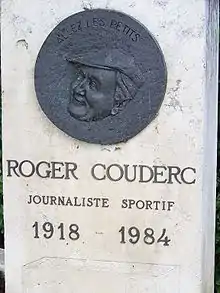 ALLEZ LES PETITS
ROGER COUDERC
JOURNALISTE SPORTIF
1918 - 1984